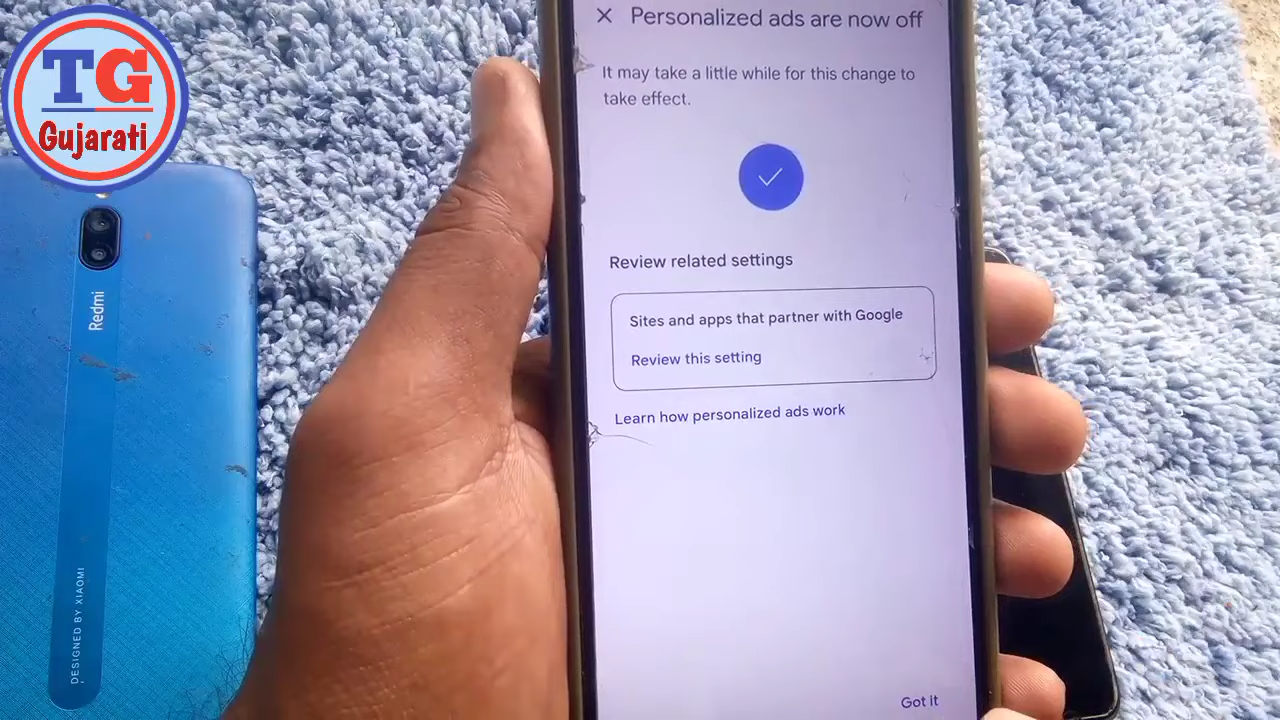 TG
Gujarati
Redmi
DESIGNED BY XIAOMI
Personalized ads are now off
It may take a little while for this change to
take effect.
Review related settings
Sites and apps that partner with Google
Review this setting
Learn how personalized ads work
Got it